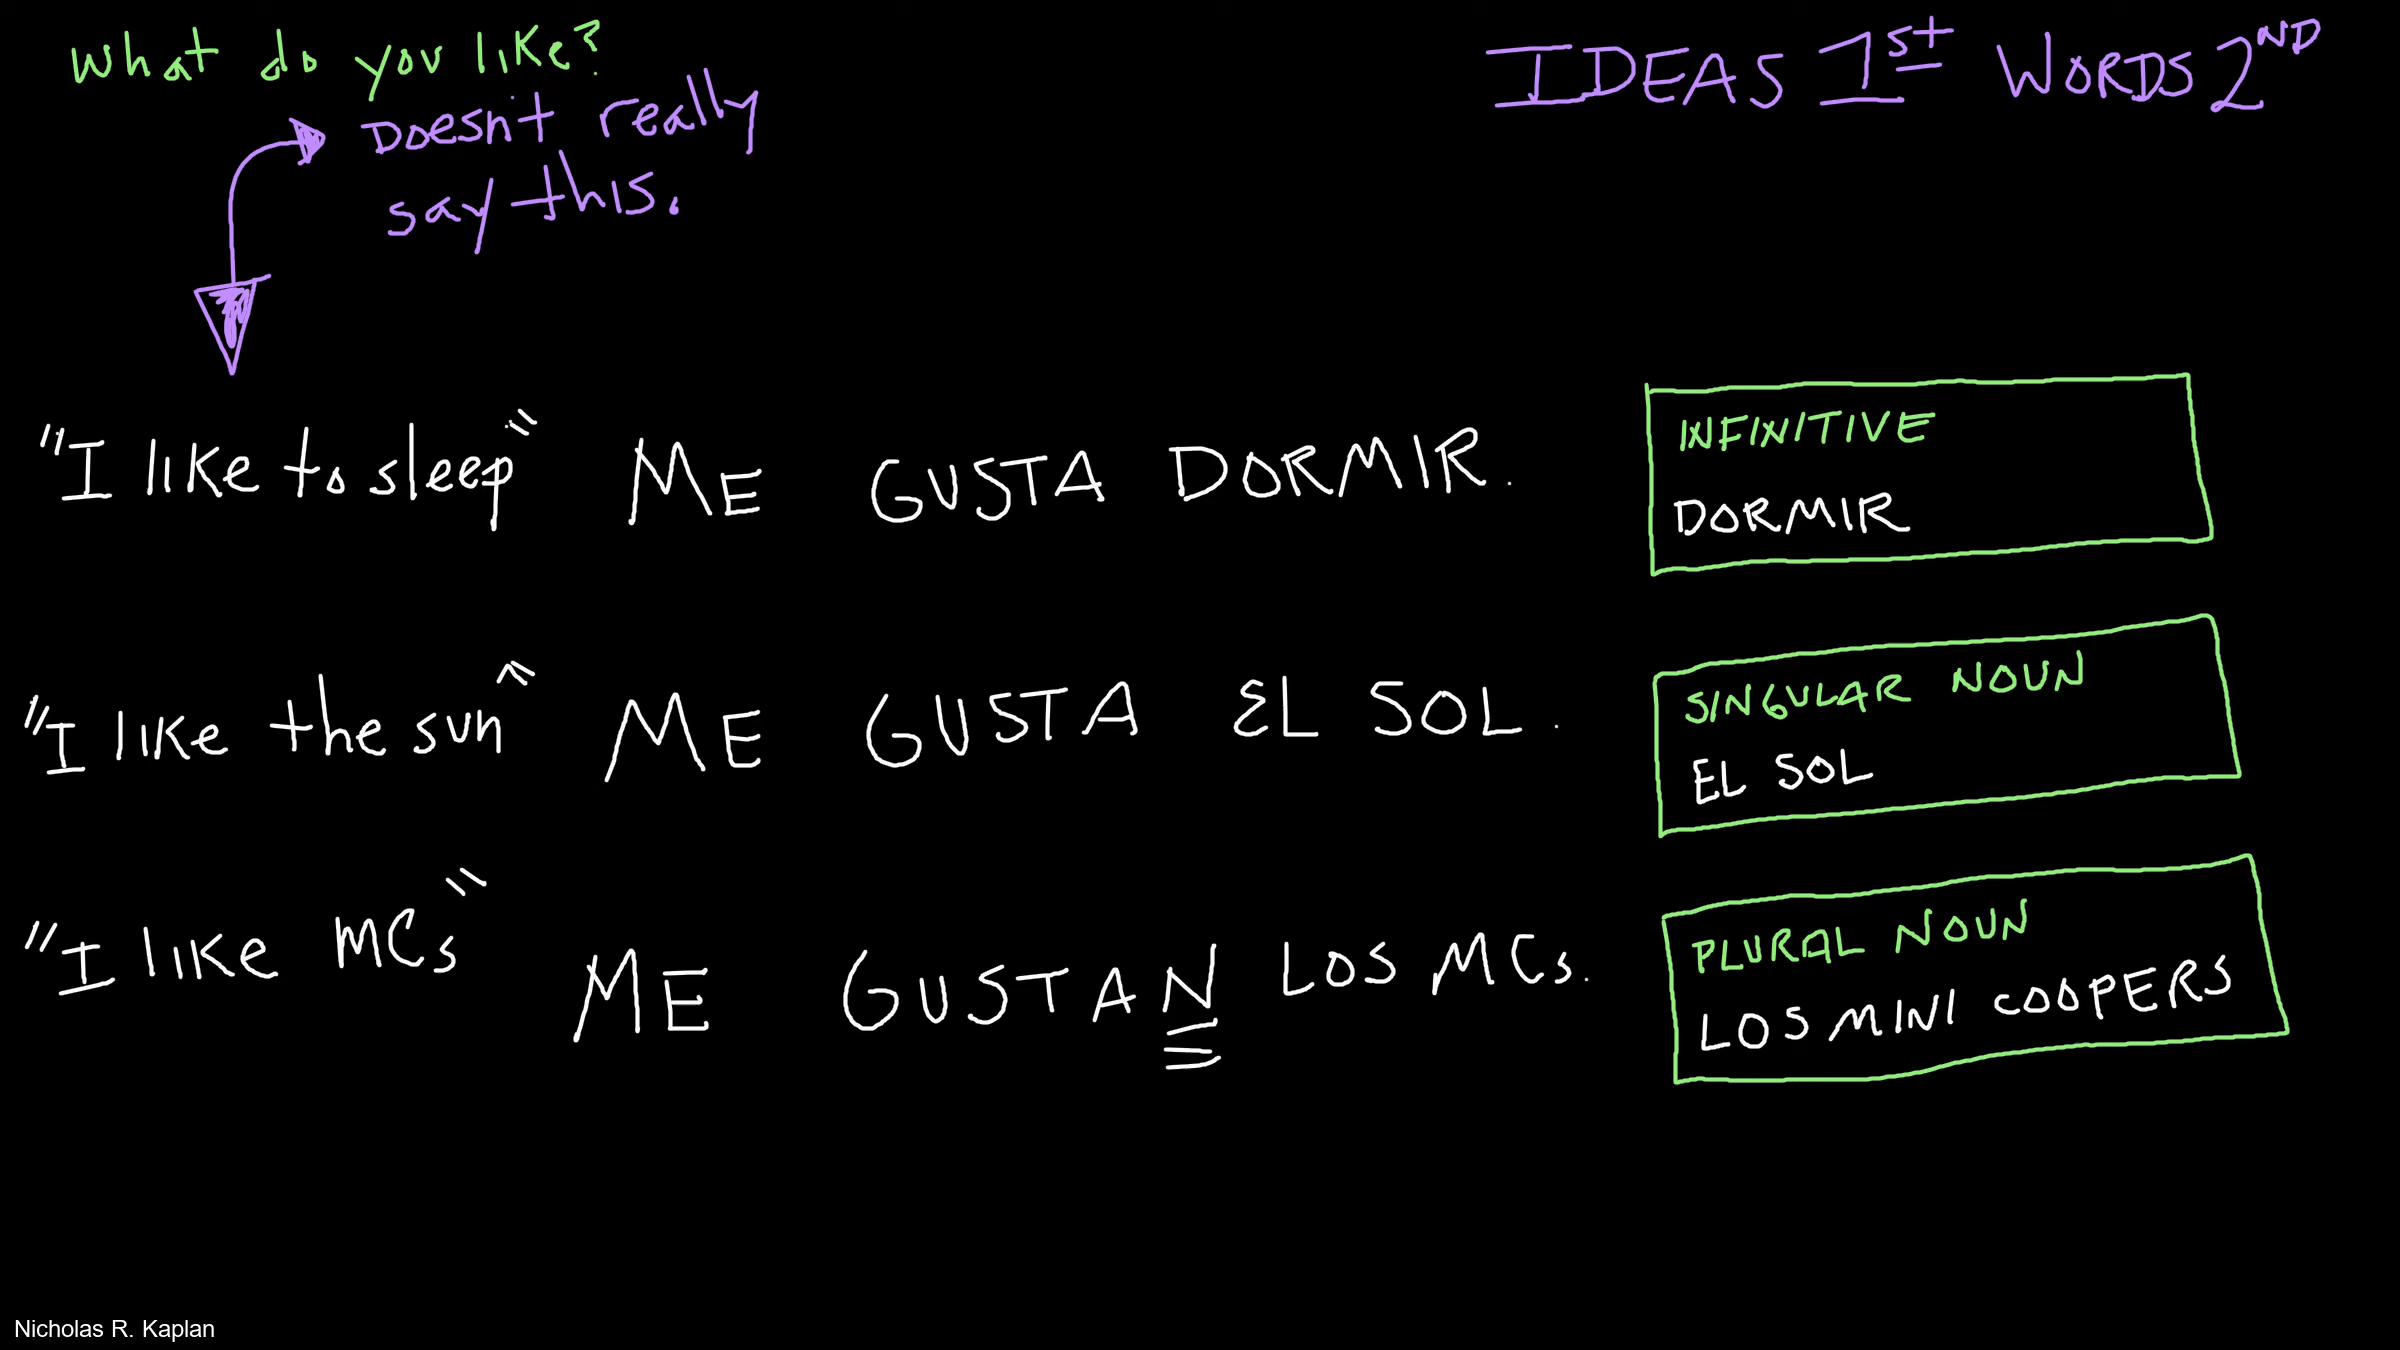 What do you like?
IDEAS 1st WORDS 2ND
Doesn't really
say this.
"I like to sleep" ME GUSTA DORMIR.
INFINITIVE
DORMIR
"I like the sun" ME GUSTA EL SOL.
SINGULAR NOUN
EL SOL
"I like MCs" ME GUSTAN LOS MCs.
PLURAL NOUN
LOS MINI COOPERS
Nicholas R. Kaplan